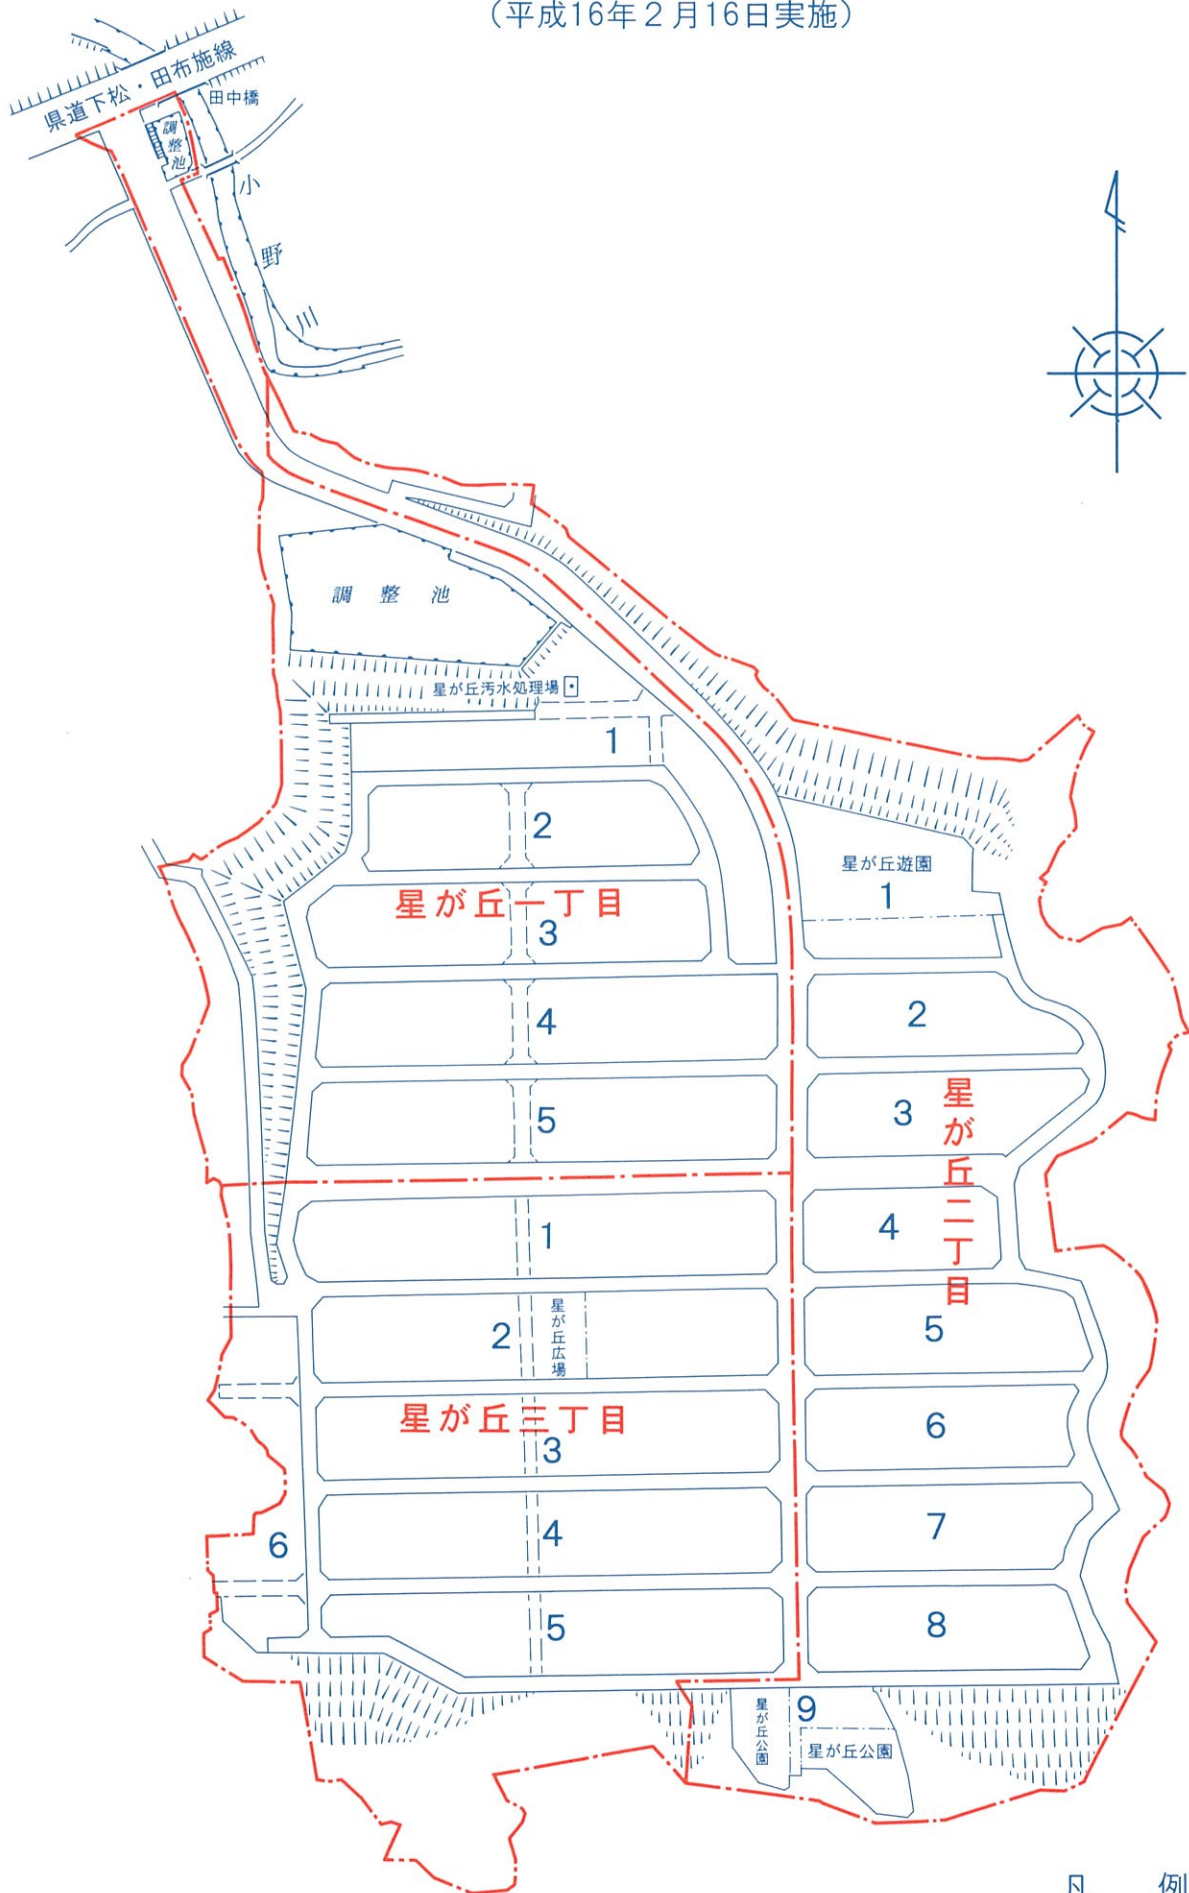 （平成16年２月16日実施）
県道下松・田布施線
田中橋
調整池
小野川
調整池
星が丘汚水処理場
1
2
星が丘一丁目
3
4
5
星が丘遊園
1
2
3
星が丘二丁目
4
5
6
7
8
9
星が丘公園
星が丘公園
1
2
星が丘広場
星が丘三丁目
3
4
5
6
凡　例